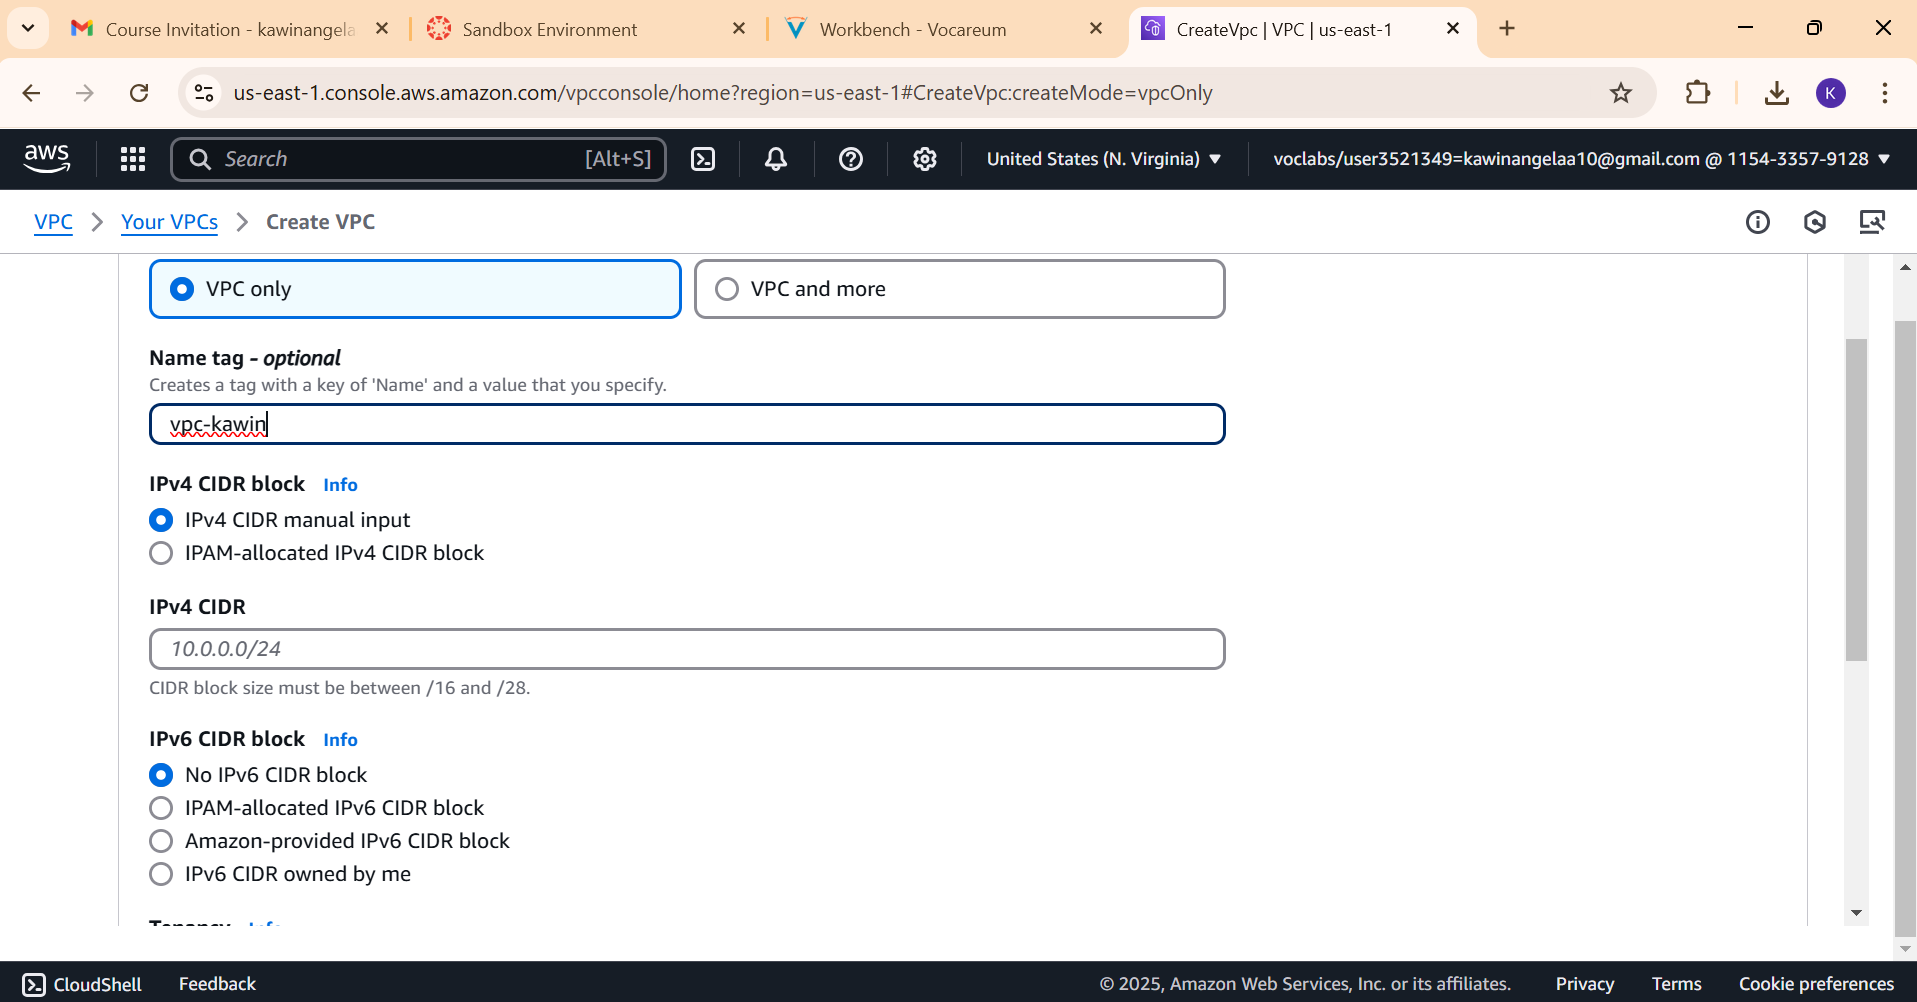 Course Invitation - kawinangela
Sandbox Environment
Workbench - Vocareum
CreateVpc | VPC | us-east-1
us-east-1.console.aws.amazon.com/vpcconsole/home?region=us-east-1#CreateVpc:createMode=vpcOnly
K
aws
Search
[Alt+S]
United States (N. Virginia)
voclabs/user3521349=kawinangelaa10@gmail.com @ 1154-3357-9128
VPC
Your VPCs
Create VPC
VPC only
VPC and more
Name tag - optional
Creates a tag with a key of 'Name' and a value that you specify.
vpc-kawin
IPv4 CIDR block Info
IPv4 CIDR manual input
IPAM-allocated IPv4 CIDR block
IPv4 CIDR
10.0.0.0/24
CIDR block size must be between /16 and /28.
IPv6 CIDR block Info
No IPv6 CIDR block
IPAM-allocated IPv6 CIDR block
Amazon-provided IPv6 CIDR block
IPv6 CIDR owned by me
Tenancy Info
CloudShell
Feedback
© 2025, Amazon Web Services, Inc. or its affiliates.
Privacy
Terms
Cookie preferences